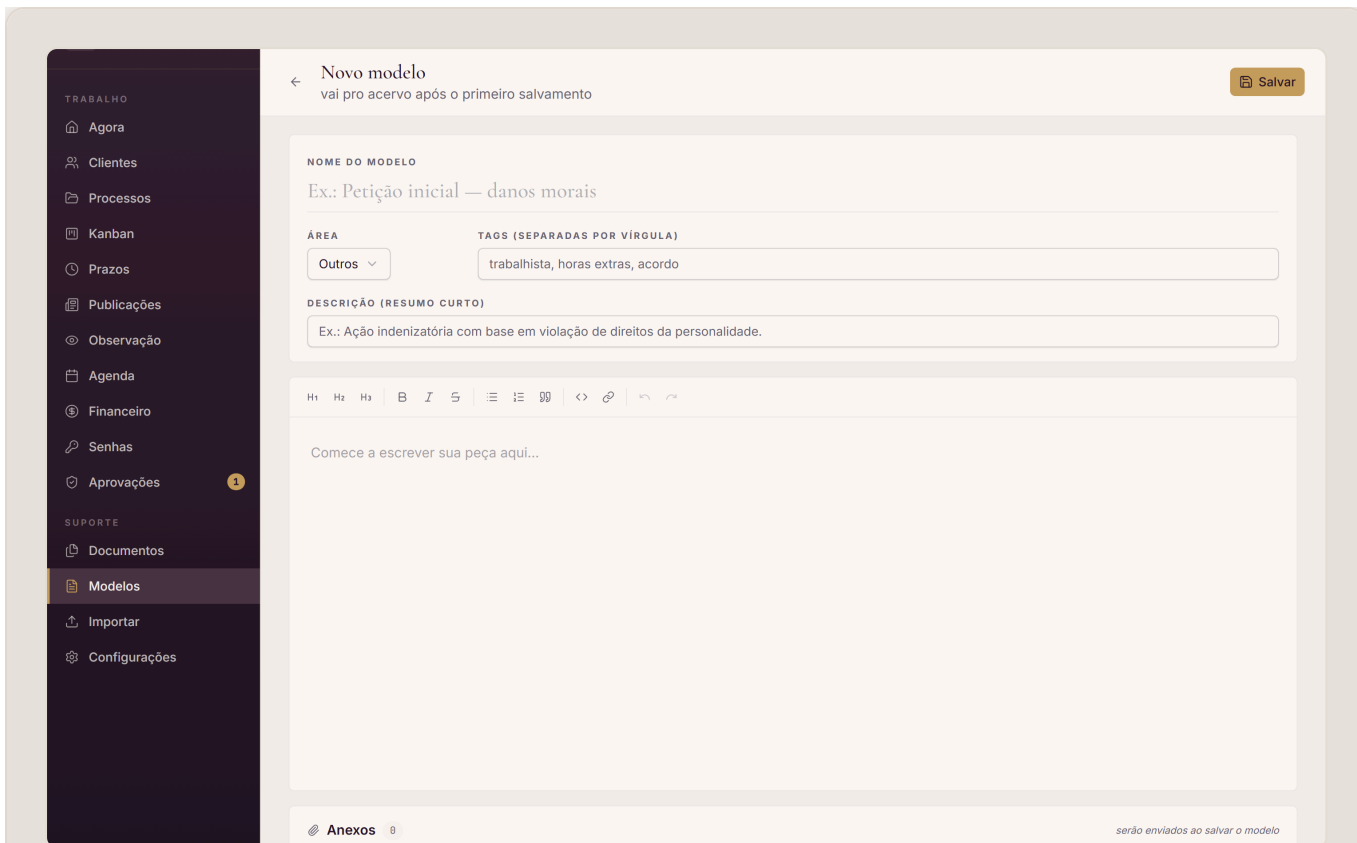 TRABALHO
Agora
Clientes
Processos
Kanban
Prazos
Publicações
Observação
Agenda
Financeiro
Senhas
Aprovações 1
SUPORTE
Documentos
Modelos
Importar
Configurações
Novo modelo
vai pro acervo após o primeiro salvamento
Salvar
NOME DO MODELO
Ex.: Petição inicial — danos morais
ÁREA TAGS (SEPARADAS POR VÍRGULA)
Outros trabalhista, horas extras, acordo
DESCRIÇÃO (RESUMO CURTO)
Ex.: Ação indenizatória com base em violação de direitos da personalidade.
H1 H2 H3 B I S
Comece a escrever sua peça aqui...
Anexos 0 serão enviados ao salvar o modelo